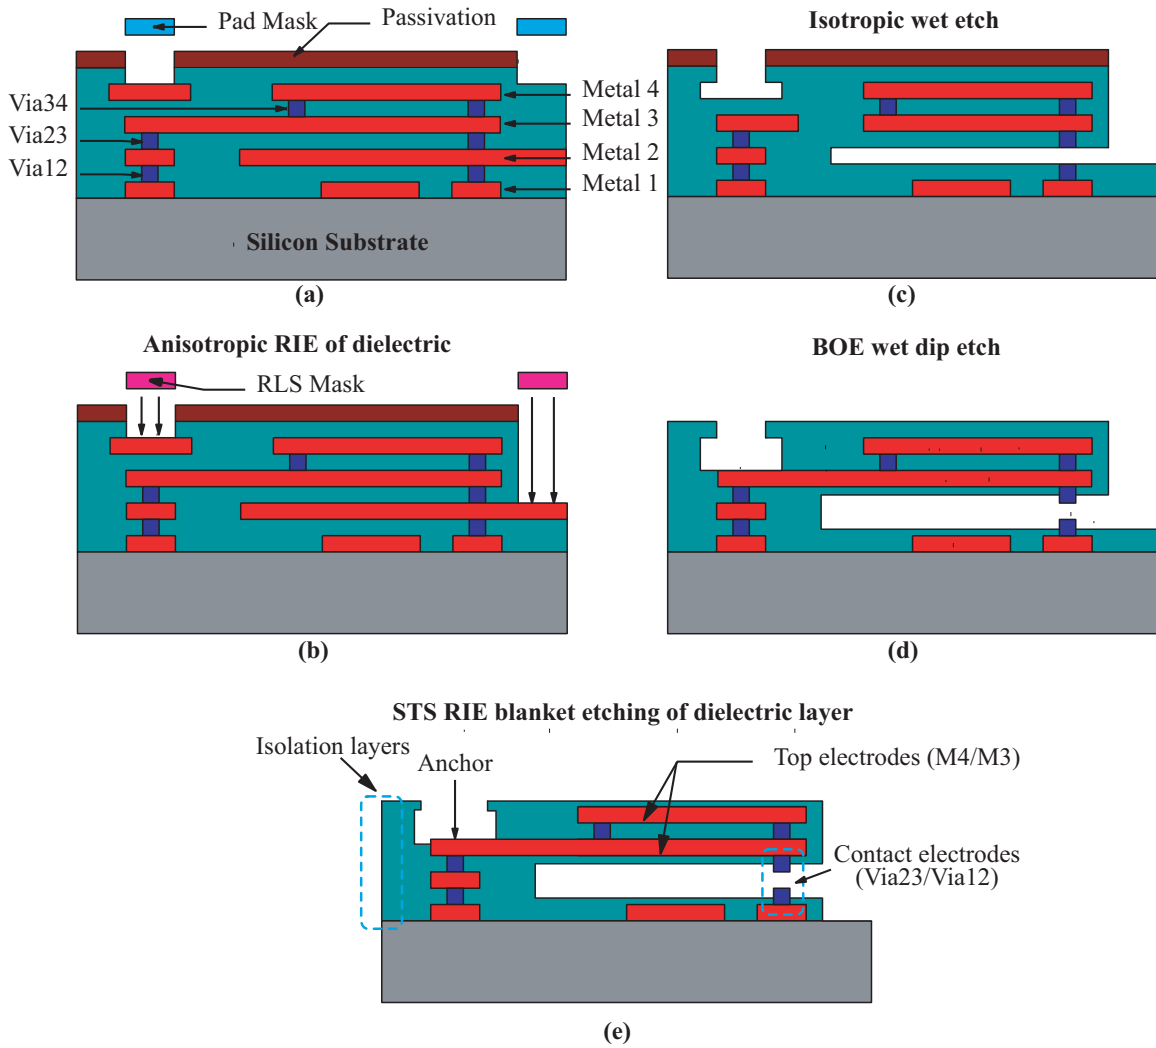 Pad Mask
Passivation
Via34
Via23
Via12
Metal 4
Metal 3
Metal 2
Metal 1
Silicon Substrate
(a)
Isotropic wet etch
(c)
Anisotropic RIE of dielectric
RLS Mask
(b)
BOE wet dip etch
(d)
STS RIE blanket etching of dielectric layer
Isolation layers
Anchor
Top electrodes (M4/M3)
Contact electrodes
(Via23/Via12)
(e)